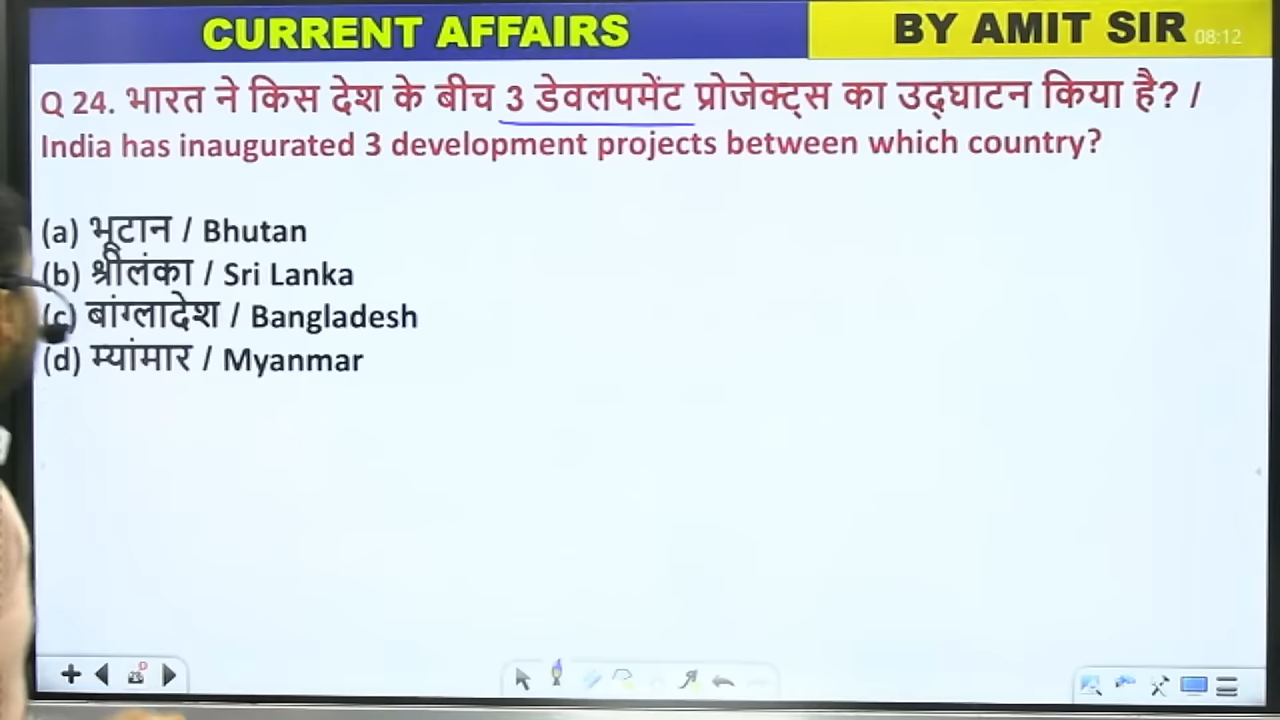 CURRENT AFFAIRS
BY AMIT SIR
08:12
Q 24. भारत ने किस देश के बीच 3 डेवलपमेंट प्रोजेक्ट्स का उद्घाटन किया है? /
India has inaugurated 3 development projects between which country?
(a) भूटान / Bhutan
(b) श्रीलंका / Sri Lanka
(c) बांग्लादेश / Bangladesh
(d) म्यांमार / Myanmar